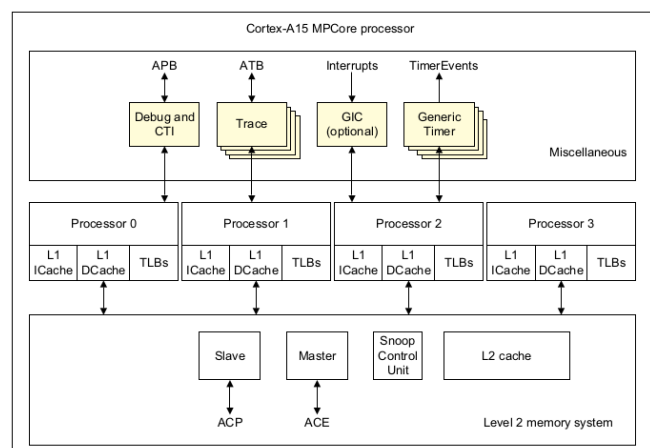 Cortex-A15 MPCore processor
APB
ATB
Interrupts
TimerEvents
Debug and
CTI
Trace
GIC
(optional)
Generic
Timer
Miscellaneous
Processor 0
Processor 1
Processor 2
Processor 3
L1
ICache
L1
DCache
TLBs
L1
ICache
L1
DCache
TLBs
L1
ICache
L1
DCache
TLBs
L1
ICache
L1
DCache
TLBs
Slave
Master
Snoop
Control
Unit
L2 cache
ACP
ACE
Level 2 memory system